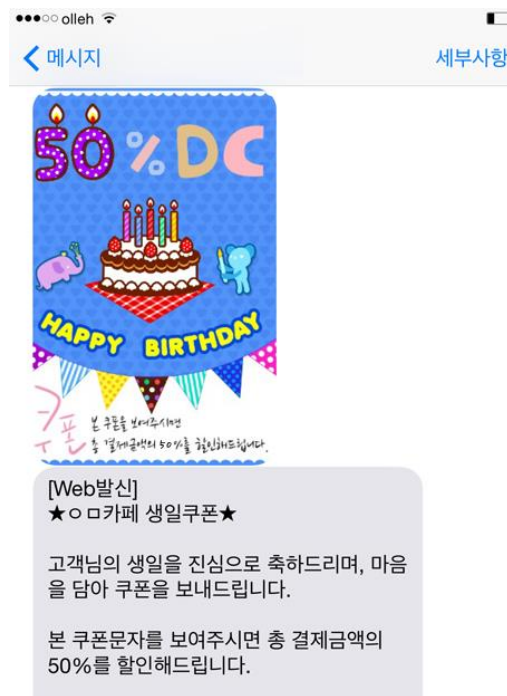 olleh
메시지
세부사항
50%DC
HAPPY BIRTHDAY
쿠폰
본 쿠폰을 보여주시면
총 결제금액의 50%를 할인해드립니다.
[Web발신]
★ㅇㅁ카페 생일쿠폰★
고객님의 생일을 진심으로 축하드리며, 마음
을 담아 쿠폰을 보내드립니다.
본 쿠폰문자를 보여주시면 총 결제금액의
50%를 할인해드립니다.